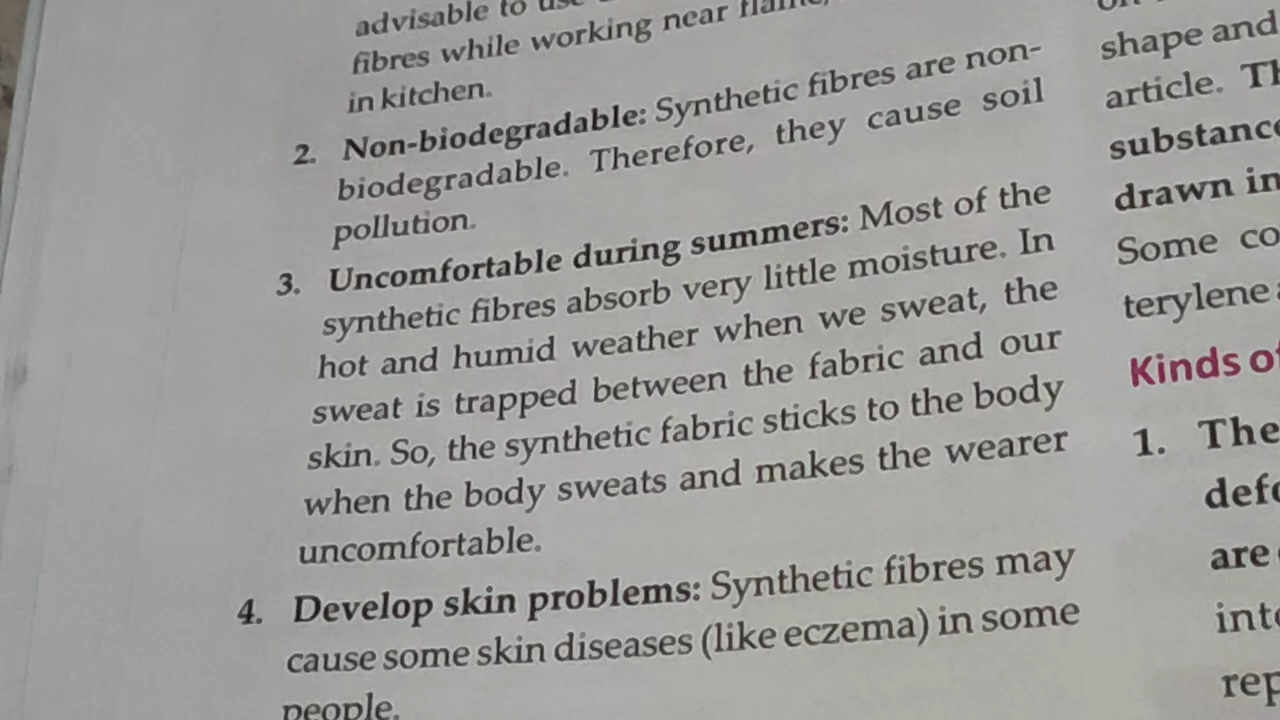 advisable to
fibres while working near
in kitchen.
2. Non-biodegradable: Synthetic fibres are non-
biodegradable. Therefore, they cause soil
pollution.
3. Uncomfortable during summers: Most of the
synthetic fibres absorb very little moisture. In
hot and humid weather when we sweat, the
sweat is trapped between the fabric and our
skin. So, the synthetic fabric sticks to the body
when the body sweats and makes the wearer
uncomfortable.
4. Develop skin problems: Synthetic fibres may
cause some skin diseases (like eczema) in some
people.
shape and
article.
drawn in
Some
terylene
Kinds
1. The
are